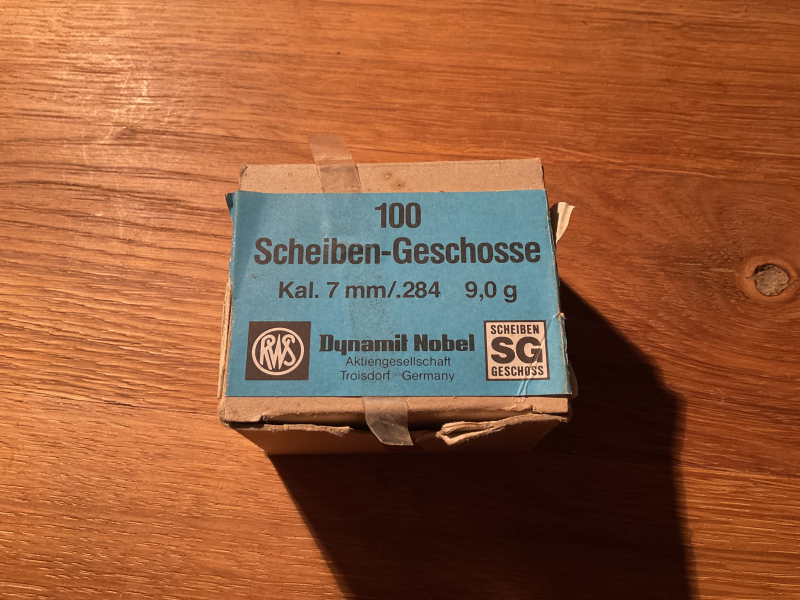 100
Scheiben-Geschosse
Kal. 7 mm/.284 9,0 g
RWS
Dynamit Nobel
Aktiengesellschaft
Troisdorf Germany
SCHEIBEN
SG
GESCHOSS